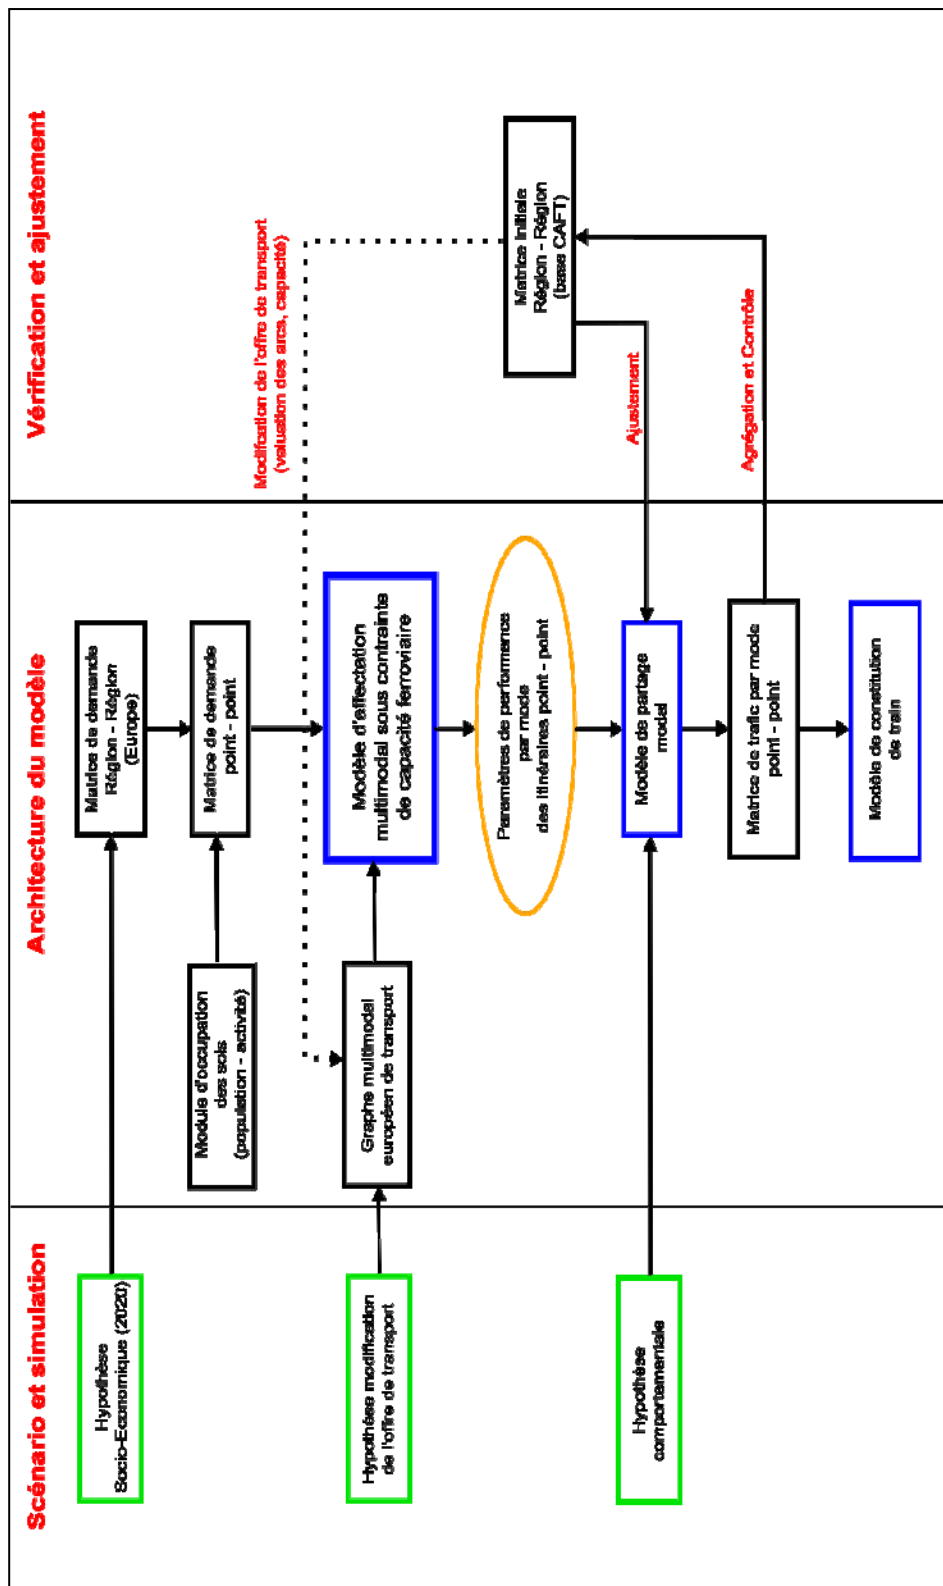 Scénario et simulation
Architecture du modèle
Vérification et ajustement
Hypothèse
Socio-Economique (2020)
Matrice de demande
Région - Région
(Europe)
Module d'occupation
des sols
(population - activité)
Matrice de demande
point - point
Modification de l'offre de transport
(valuation des arcs, capacité)
Hypothèse modification
de l'offre de transport
Graphe multimodal
européen de transport
Modèle d'affectation
multimodal sous contrainte
de capacité ferroviaire
Paramètres de performance
par mode
des itinéraires point - point
Matrice initiale
Région - Région
(base CAFT)
Hypothèse
comportementale
Modèle de partage
modal
Ajustement
Matrice de trafic par mode
point - point
Agrégation et Contrôle
Modèle de constitution
de train